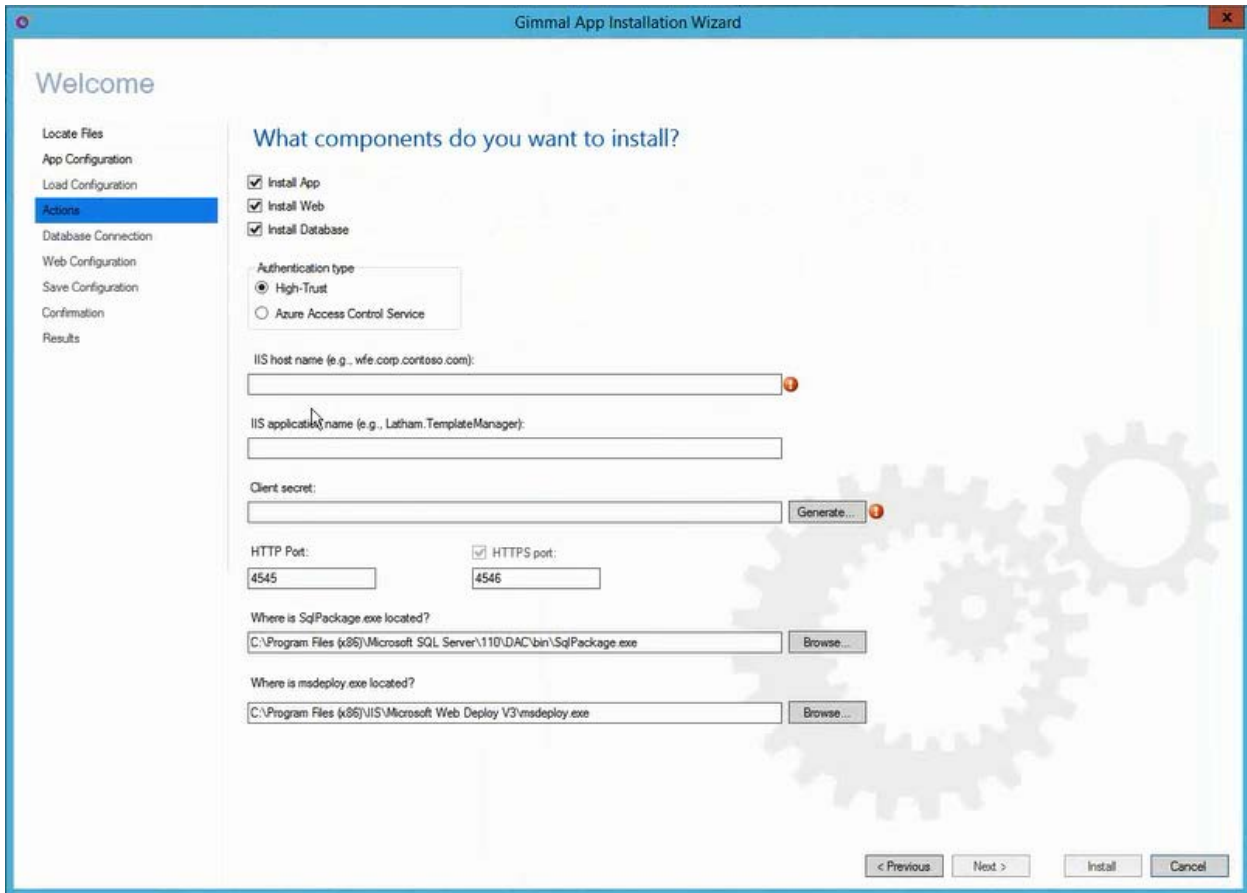 Gimmal App Installation Wizard
x
Welcome
Locate Files
App Configuration
Load Configuration
Actions
Database Connection
Web Configuration
Save Configuration
Confirmation
Results
What components do you want to install?
Install App
Install Web
Install Database
Authentication type
High-Trust
Azure Access Control Service
IIS host name (e.g., wfe.corp.contoso.com):
IIS application name (e.g., Latham.TemplateManager):
Client secret:
Generate...
HTTP Port:
HTTPS port:
4545
4546
Where is SqlPackage.exe located?
C:\Program Files (x86)\Microsoft SQL Server\110\DAC\bin\SqlPackage.exe
Browse...
Where is msdeploy.exe located?
C:\Program Files (x86)\IIS\Microsoft Web Deploy V3\msdeploy.exe
Browse...
< Previous
Next >
Install
Cancel